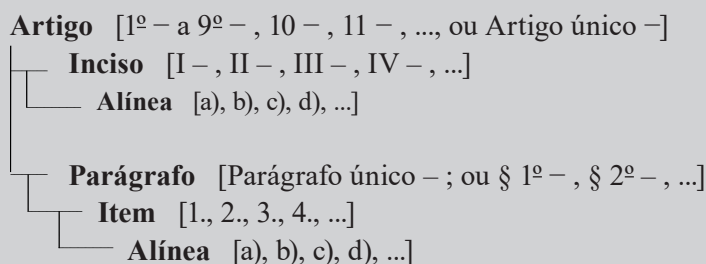 Artigo [1º – a 9º – , 10 – , 11 – , ..., ou Artigo único –]
Inciso [I – , II – , III – , IV – , ...]
Alínea [a), b), c), d), ...]
Parágrafo [Parágrafo único – ; ou § 1º – , § 2º – , ...]
Item [1., 2., 3., 4., ...]
Alínea [a), b), c), d), ...]